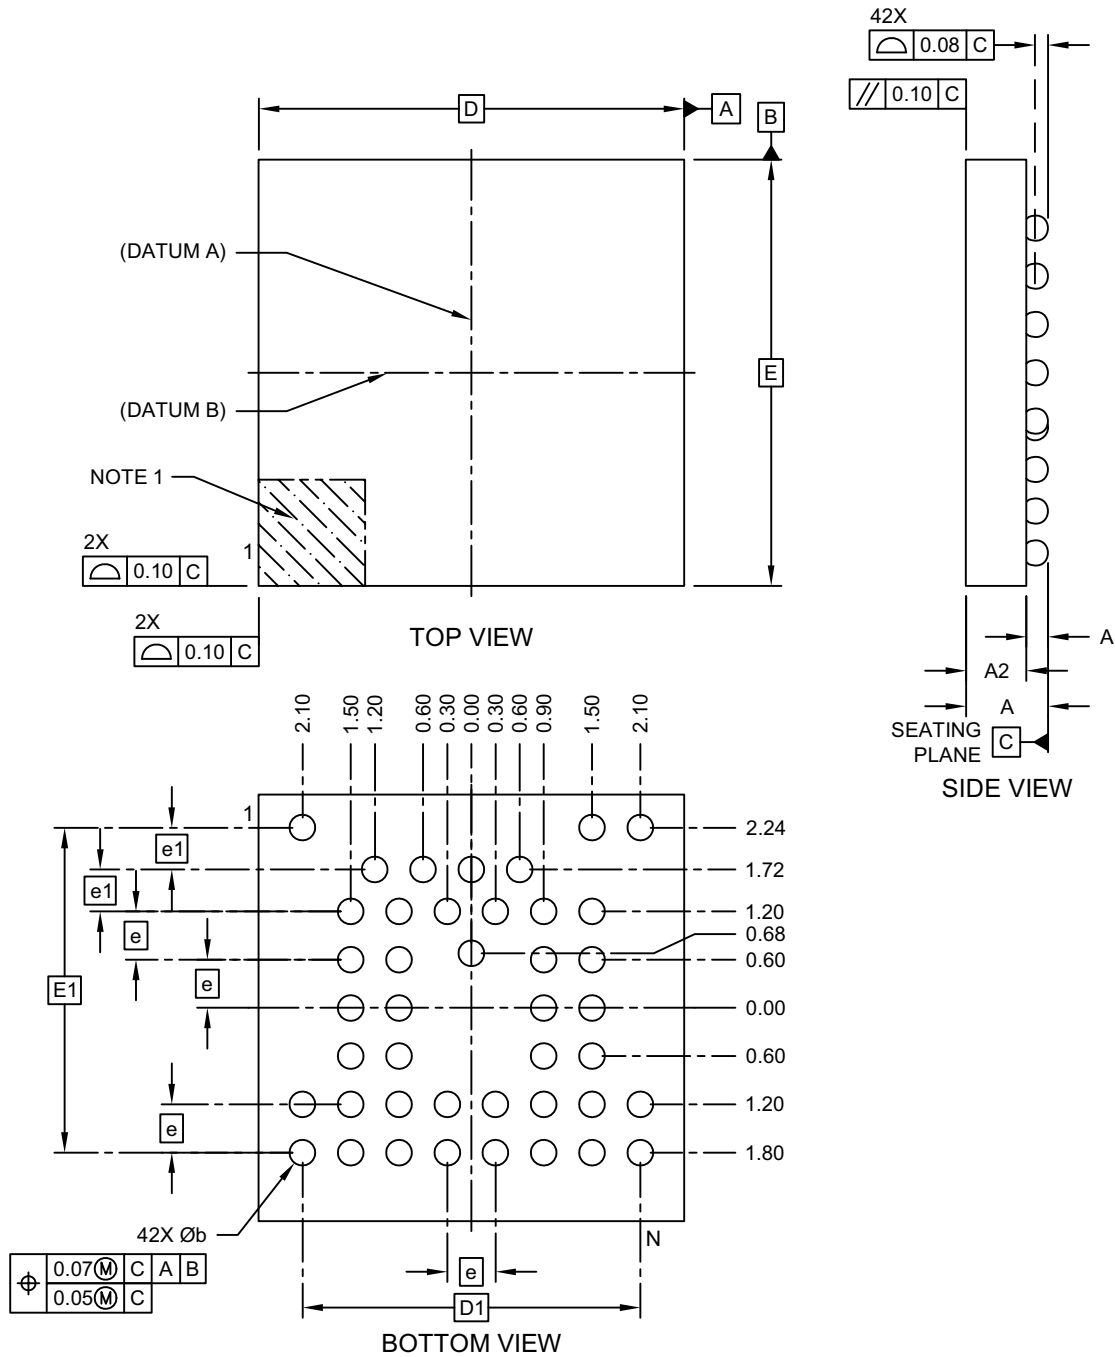 42X
0.08 C
// 0.10 C
D
A
B
(DATUM A)
E
(DATUM B)
NOTE 1
1
2X
0.10 C
2X
0.10 C
TOP VIEW
A
A2
A
SEATING
PLANE
C
SIDE VIEW
2.10
1.50
1.20
0.60
0.30
0.00
0.30
0.60
0.90
1.50
2.10
1
e1
e1
e
e
E1
e
2.24
1.72
1.20
0.68
0.60
0.00
0.60
1.20
1.80
42X Øb
0.07 Ⓜ C A B
0.05 Ⓜ C
N
e
D1
BOTTOM VIEW